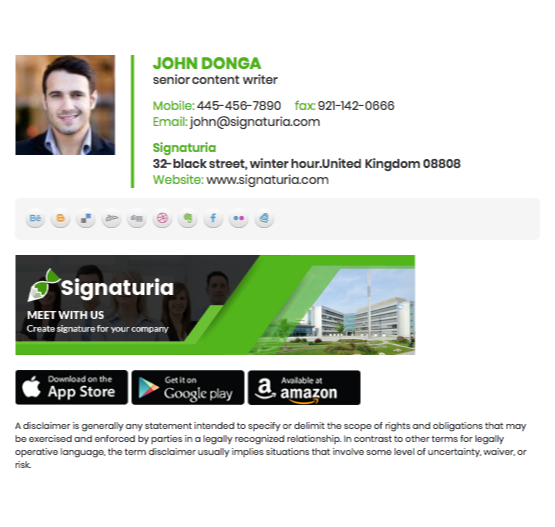 JOHN DONGA
senior content writer
Mobile: 445-456-7890 fax: 921-142-0666
Email: john@signaturia.com
Signaturia
32-black street, winter hour.United Kingdom 08808
Website: www.signaturia.com
Bē
Signaturia
MEET WITH US
Create signature for your company
Download on the
App Store
Get it on
Google play
Available at
amazon
A disclaimer is generally any statement intended to specify or delimit the scope of rights and obligations that may
be exercised and enforced by parties in a legally recognized relationship. In contrast to other terms for legally
operative language, the term disclaimer usually implies situations that involve some level of uncertainty, waiver, or
risk.